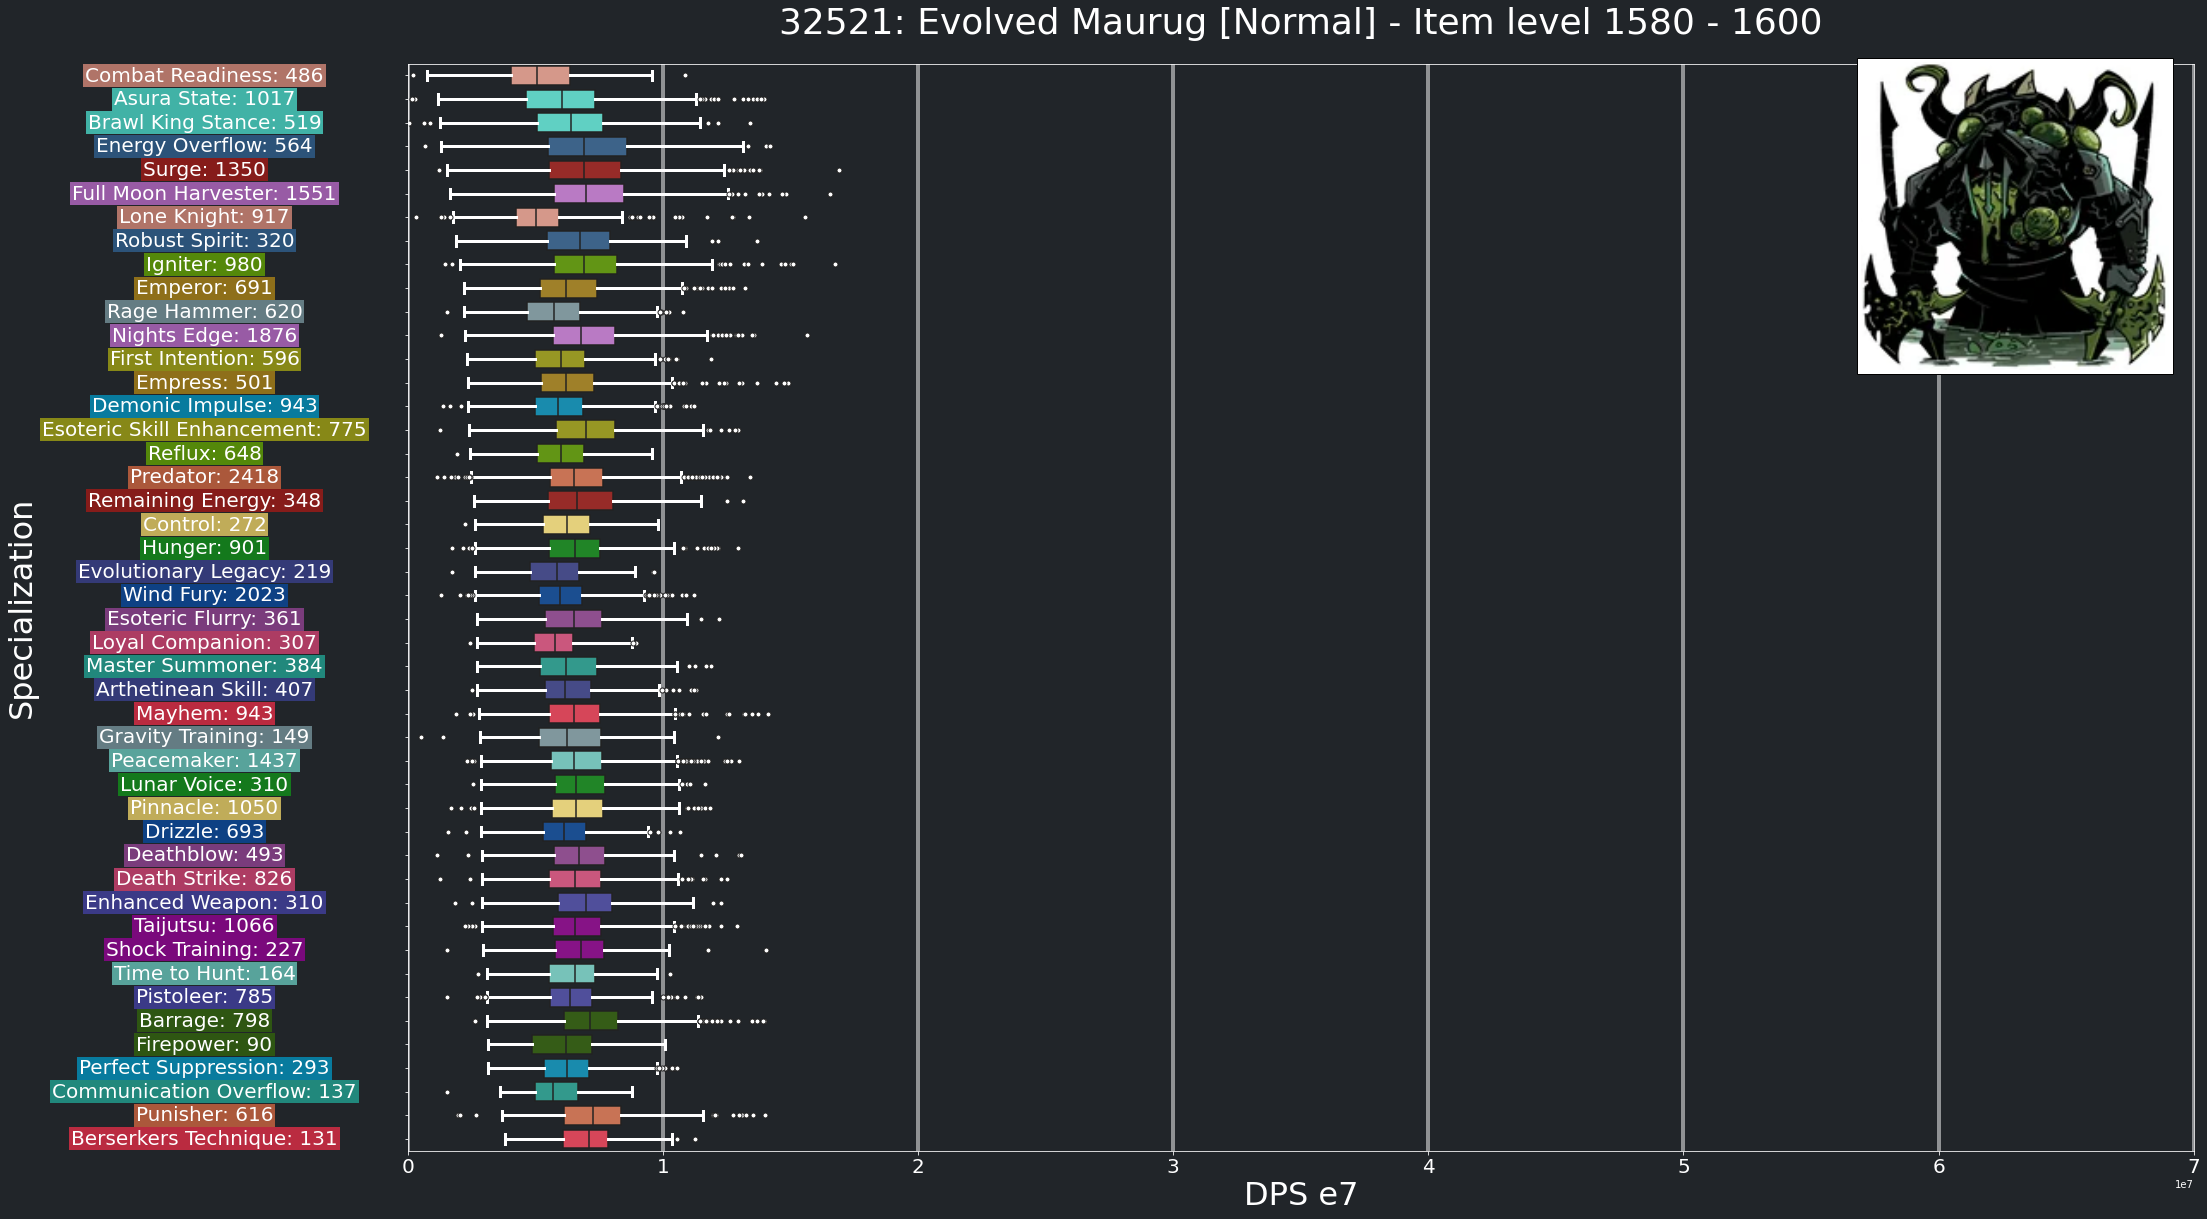 32521: Evolved Maurug [Normal] - Item level 1580 - 1600
Combat Readiness: 486
Asura State: 1017
Brawl King Stance: 519
Energy Overflow: 564
Surge: 1350
Full Moon Harvester: 1551
Lone Knight: 917
Robust Spirit: 320
Igniter: 980
Emperor: 691
Rage Hammer: 620
Nights Edge: 1876
First Intention: 596
Empress: 501
Demonic Impulse: 943
Esoteric Skill Enhancement: 775
Reflux: 648
Predator: 2418
Remaining Energy: 348
Control: 272
Hunger: 901
Evolutionary Legacy: 219
Wind Fury: 2023
Esoteric Flurry: 361
Loyal Companion: 307
Master Summoner: 384
Arthetinean Skill: 407
Mayhem: 943
Gravity Training: 149
Peacemaker: 1437
Lunar Voice: 310
Pinnacle: 1050
Drizzle: 693
Deathblow: 493
Death Strike: 826
Enhanced Weapon: 310
Taijutsu: 1066
Shock Training: 227
Time to Hunt: 164
Pistoleer: 785
Barrage: 798
Firepower: 90
Perfect Suppression: 293
Communication Overflow: 137
Punisher: 616
Berserkers Technique: 131
Specialization
0 1 2 3 4 5 6 7
1e7
DPS e7